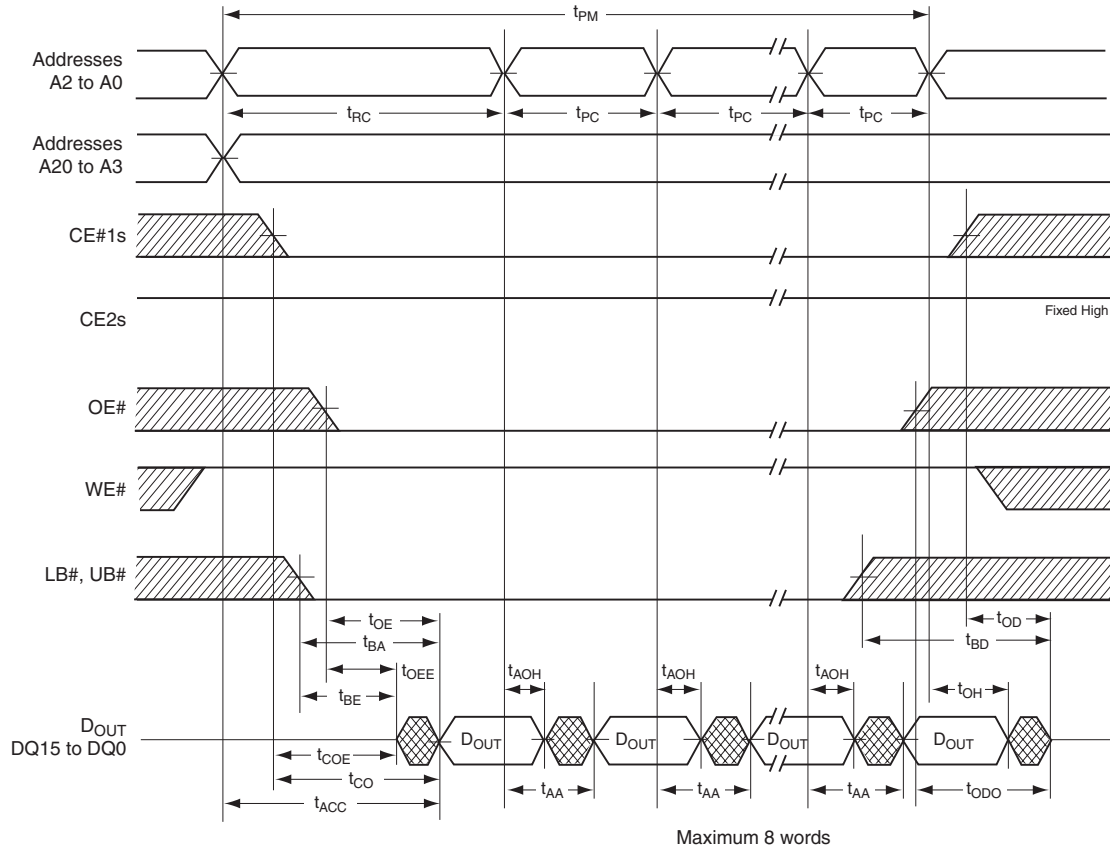 tPM
Addresses
A2 to A0
tRC
tPC
tPC
tPC
Addresses
A20 to A3
CE#1s
CE2s
Fixed High
OE#
WE#
LB#, UB#
tOE
tOD
tBA
tBD
tOEE
tAOH
tAOH
tAOH
tBE
tOH
DOUT
DQ15 to DQ0
DOUT
DOUT
DOUT
DOUT
tCOE
tCO
tAA
tAA
tAA
tODO
tACC
Maximum 8 words